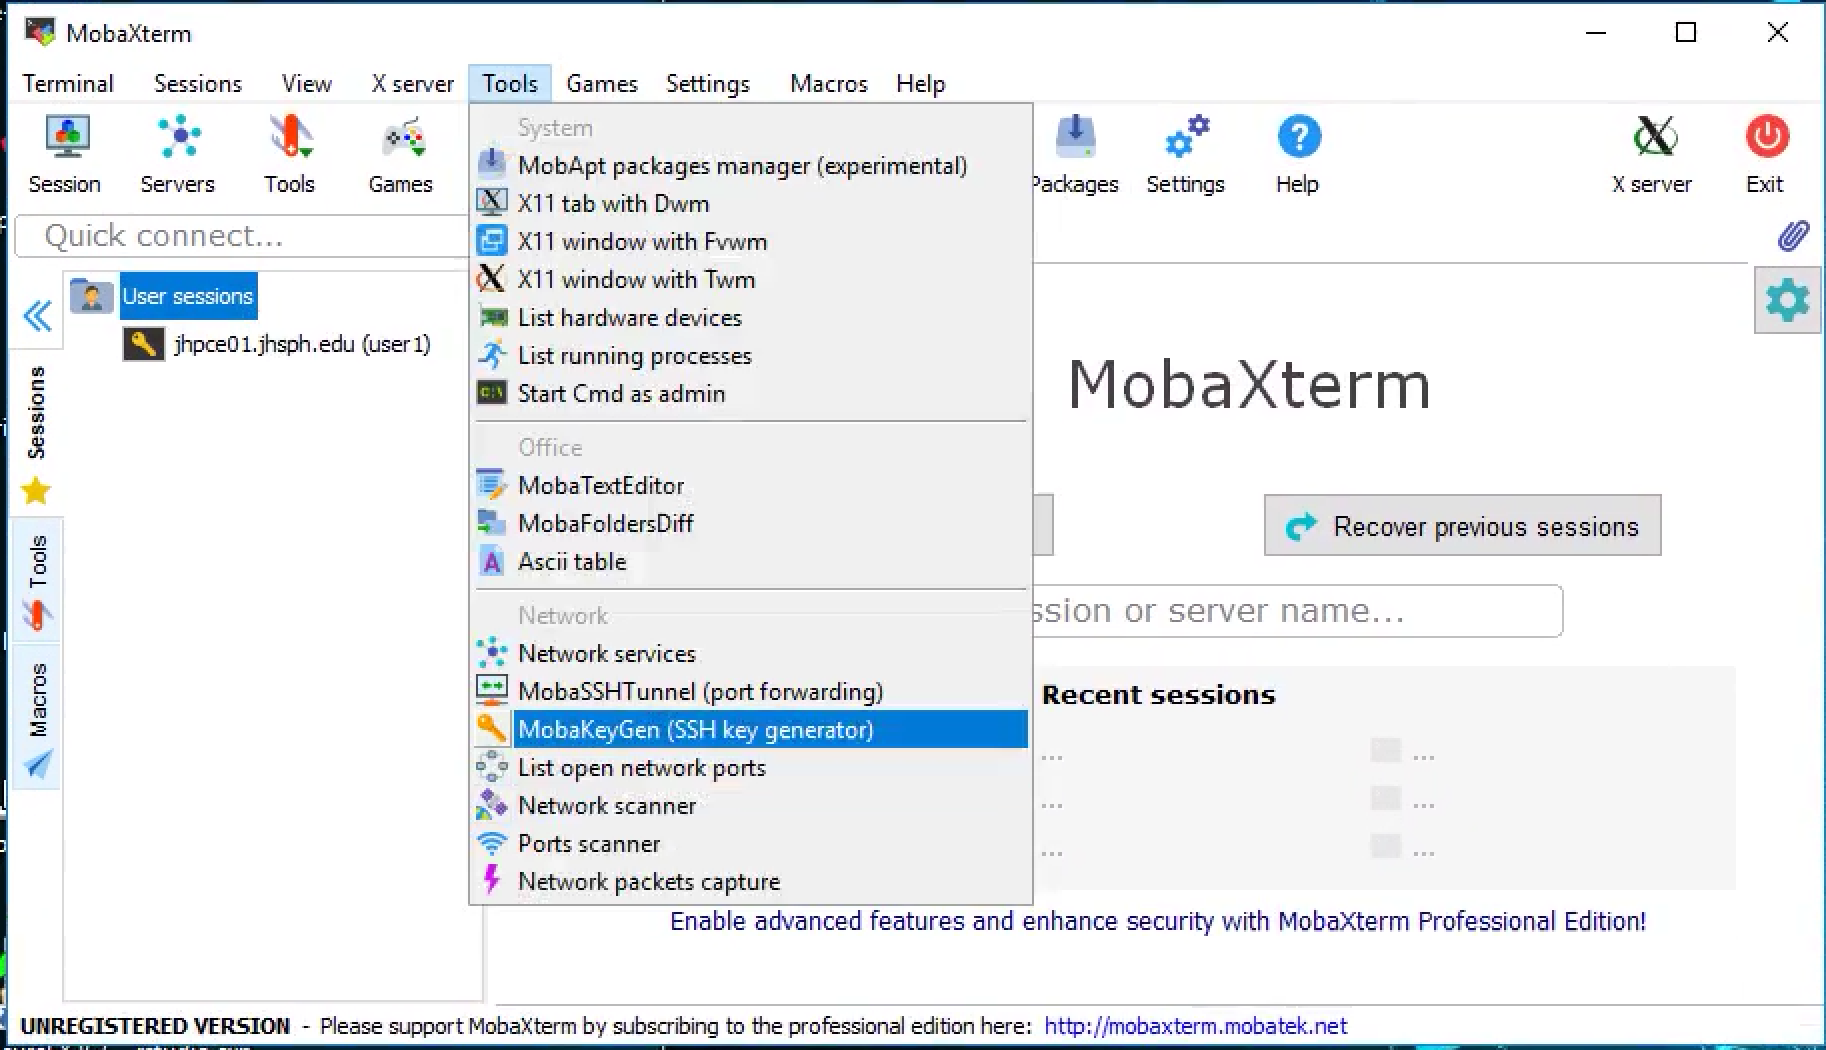 MobaXterm
Terminal Sessions View X server Tools Games Settings Macros Help
Session Servers Tools Games Packages Settings Help X server Exit
Quick connect...
User sessions
jhpce01.jhsph.edu (user1)
Sessions
Tools
Macros
System
MobApt packages manager (experimental)
X11 tab with Dwm
X11 window with Fvwm
X11 window with Twm
List hardware devices
List running processes
Start Cmd as admin
Office
MobaTextEditor
MobaFoldersDiff
Ascii table
Network
Network services
MobaSSHTunnel (port forwarding)
MobaKeyGen (SSH key generator)
List open network ports
Network scanner
Ports scanner
Network packets capture
MobaXterm
Recover previous sessions
or server name...
Recent sessions
... ...
... ...
... ...
Enable advanced features and enhance security with MobaXterm Professional Edition!
UNREGISTERED VERSION - Please support MobaXterm by subscribing to the professional edition here: http://mobaxterm.mobatek.net